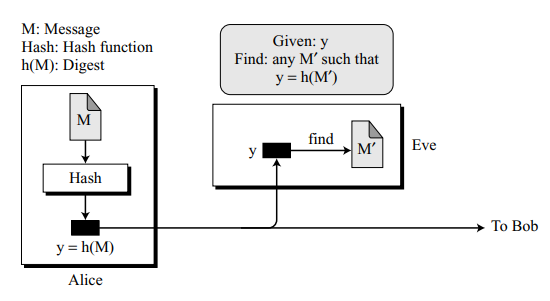 M: Message
Hash: Hash function
h(M): Digest
Given: y
Find: any M′ such that
y = h(M′)
M
Hash
y = h(M)
Alice
y
find
M′
Eve
To Bob